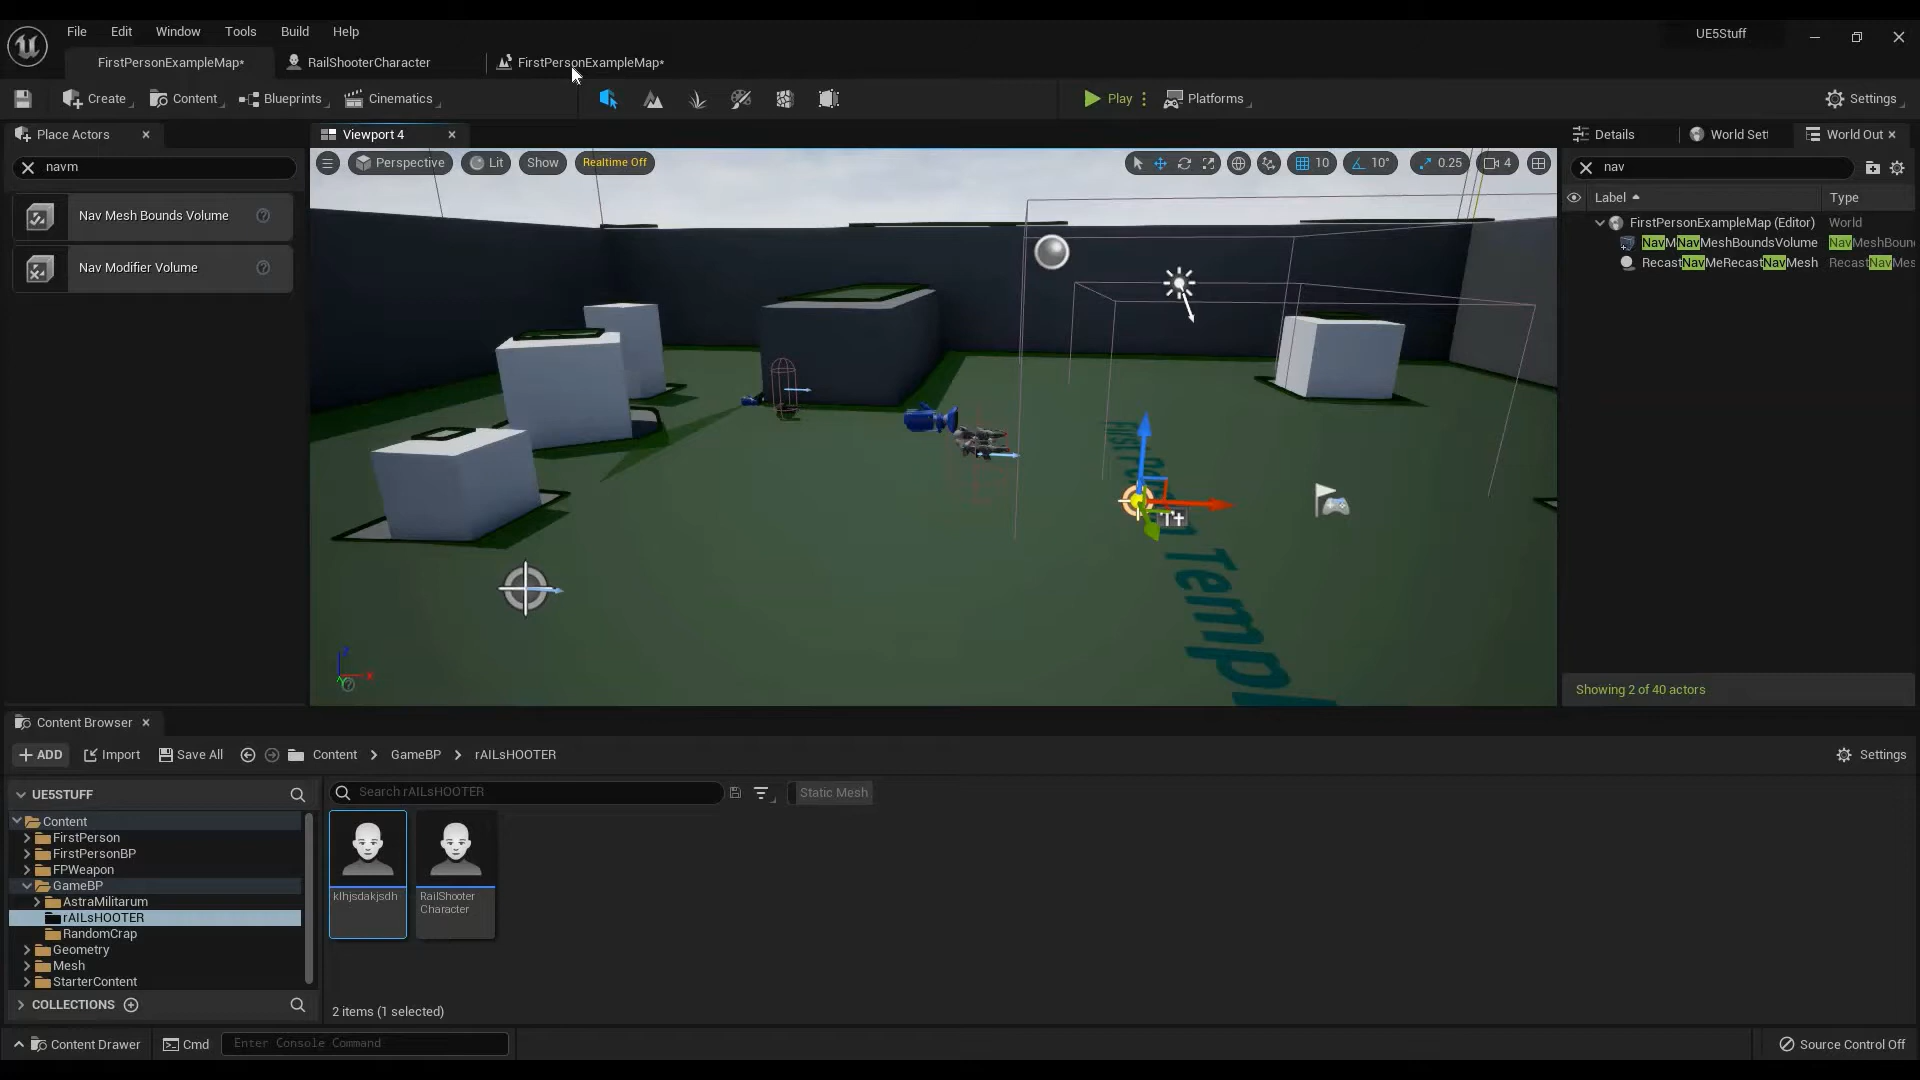 File Edit Window Tools Build Help
UE5Stuff
FirstPersonExampleMap*
RailShooterCharacter
FirstPersonExampleMap*
Create
Content
Blueprints
Cinematics
Play
Platforms
Settings
Place Actors
Viewport 4
Details
World Set
World Out
navm
Perspective
Lit
Show
Realtime Off
10
10°
0.25
4
nav
Label
Type
Nav Mesh Bounds Volume
Nav Modifier Volume
FirstPersonExampleMap (Editor)
World
NavMNavMeshBoundsVolume
NavMeshBoun
RecastNavMeRecastNavMesh
RecastNavMes
Showing 2 of 40 actors
Content Browser
ADD
Import
Save All
Content
GameBP
rAILsHOOTER
Settings
UE5STUFF
Search rAILsHOOTER
Static Mesh
Content
FirstPerson
FirstPersonBP
FPWeapon
GameBP
AstraMilitarum
rAILsHOOTER
RandomCrap
Geometry
Mesh
StarterContent
klhjsdakjsdh
RailShooter
Character
COLLECTIONS
2 items (1 selected)
Content Drawer
Cmd
Enter Console Command
Source Control Off